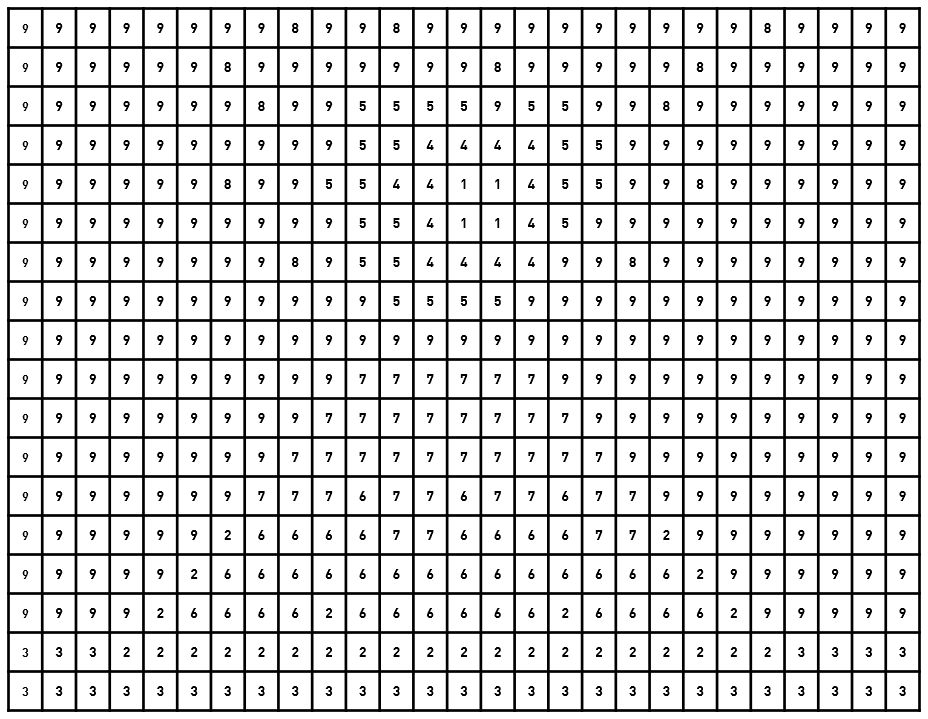 9 9 9 9 9 9 9 9 8 9 9 8 9 9 9 9 9 9 9 9 9 9 8 9 9 9 9
9 9 9 9 9 9 8 9 9 9 9 9 9 9 8 9 9 9 9 9 8 9 9 9 9 9 9
9 9 9 9 9 9 9 8 9 9 5 5 5 5 9 5 5 9 9 8 9 9 9 9 9 9 9
9 9 9 9 9 9 9 9 9 9 5 5 4 4 4 4 5 5 9 9 9 9 9 9 9 9 9
9 9 9 9 9 9 8 9 9 5 5 4 4 1 1 4 5 5 9 9 8 9 9 9 9 9 9
9 9 9 9 9 9 9 9 9 9 5 5 4 1 1 4 5 9 9 9 9 9 9 9 9 9 9
9 9 9 9 9 9 9 9 8 9 5 5 4 4 4 4 9 9 8 9 9 9 9 9 9 9 9
9 9 9 9 9 9 9 9 9 9 9 5 5 5 5 9 9 9 9 9 9 9 9 9 9 9 9
9 9 9 9 9 9 9 9 9 9 9 9 9 9 9 9 9 9 9 9 9 9 9 9 9 9 9
9 9 9 9 9 9 9 9 9 9 7 7 7 7 7 7 9 9 9 9 9 9 9 9 9 9 9
9 9 9 9 9 9 9 9 9 7 7 7 7 7 7 7 7 9 9 9 9 9 9 9 9 9 9
9 9 9 9 9 9 9 9 7 7 7 7 7 7 7 7 7 7 9 9 9 9 9 9 9 9 9
9 9 9 9 9 9 9 7 7 7 6 7 7 6 7 7 6 7 7 9 9 9 9 9 9 9 9
9 9 9 9 9 9 2 6 6 6 6 7 7 6 6 6 6 7 7 2 9 9 9 9 9 9 9
9 9 9 9 9 2 6 6 6 6 6 6 6 6 6 6 6 6 6 6 2 9 9 9 9 9 9
9 9 9 9 2 6 6 6 6 2 6 6 6 6 6 6 2 6 6 6 6 2 9 9 9 9 9
3 3 3 2 2 2 2 2 2 2 2 2 2 2 2 2 2 2 2 2 2 2 2 3 3 3 3
3 3 3 3 3 3 3 3 3 3 3 3 3 3 3 3 3 3 3 3 3 3 3 3 3 3 3